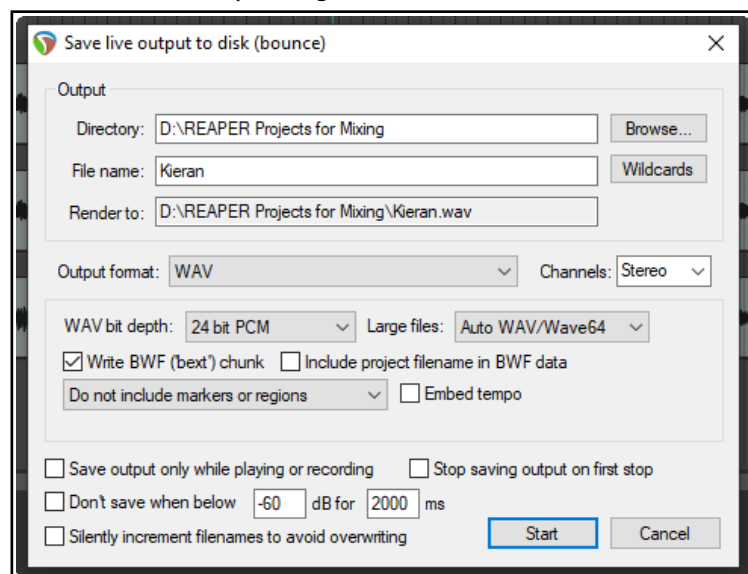 Save live output to disk (bounce)
Output
Directory: D:\REAPER Projects for Mixing Browse...
File name: Kieran Wildcards
Render to: D:\REAPER Projects for Mixing\Kieran.wav
Output format: WAV Channels: Stereo
WAV bit depth: 24 bit PCM Large files: Auto WAV/Wave64
Write BWF ('bext') chunk Include project filename in BWF data
Do not include markers or regions Embed tempo
Save output only while playing or recording Stop saving output on first stop
Don't save when below -60 dB for 2000 ms
Silently increment filenames to avoid overwriting Start Cancel